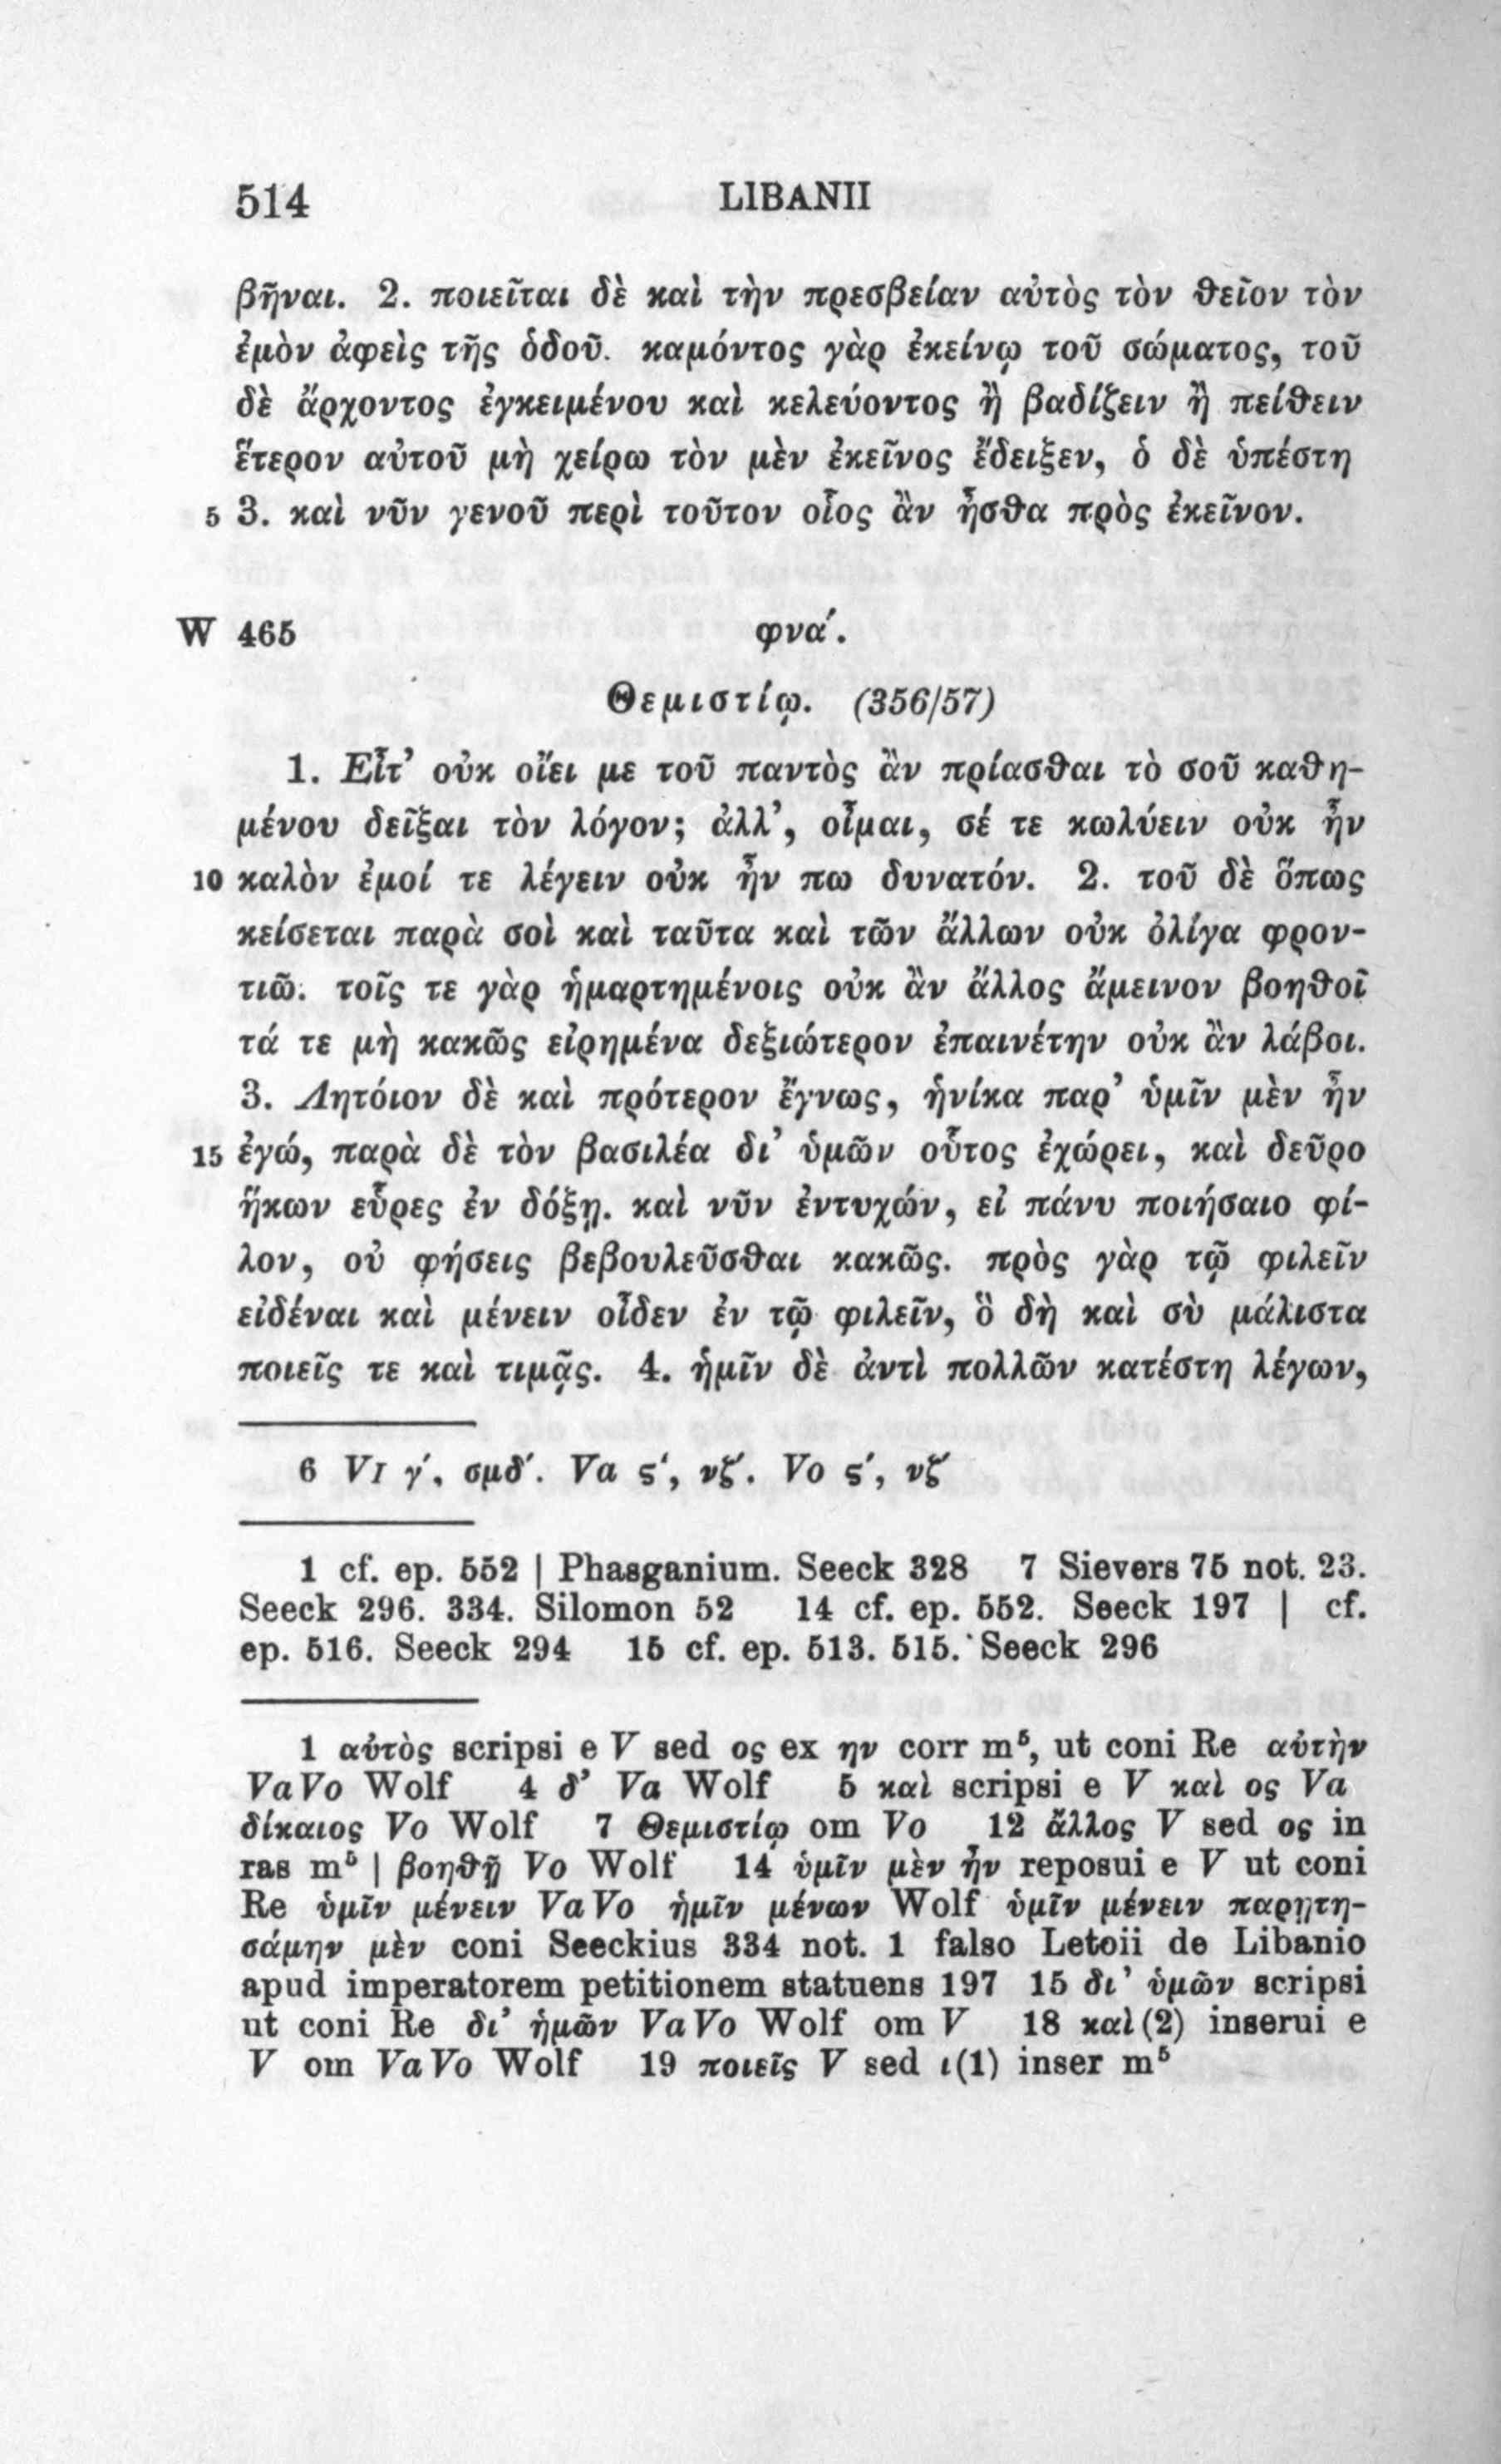 514 LIBANII
βῆναι. 2. ποιεῖται δὲ καὶ τὴν πρεσβείαν αὐτὸς τὸν θεῖον τὸν
ἐμὸν ἀφεὶς τῆς ὁδοῦ. καμόντος γὰρ ἐκείνῳ τοῦ σώματος, τοῦ
δὲ ἄρχοντος ἐγκειμένου καὶ κελεύοντος ἢ βαδίζειν ἢ πείθειν
ἕτερον αὐτοῦ μὴ χείρω τὸν μὲν ἐκεῖνος ἔδειξεν, ὁ δὲ ὑπέστη
5 3. καὶ νῦν γενοῦ περὶ τοῦτον οἷος ἂν ἦσθα πρὸς ἐκεῖνον.
W 465 φνα΄.
Θεμιστίῳ. (356/57)
1. Εἶτ’ οὐκ οἴει με τοῦ παντὸς ἂν πρίασθαι τὸ σοῦ καθη-
μένου δεῖξαι τὸν λόγον; ἀλλ’, οἶμαι, σέ τε κωλύειν οὐκ ἦν
10 καλὸν ἐμοί τε λέγειν οὐκ ἦν πω δυνατόν. 2. τοῦ δὲ ὅπως
κείσεται παρὰ σοὶ καὶ ταῦτα καὶ τῶν ἄλλων οὐκ ὀλίγα φρον-
τιῶ. τοῖς τε γὰρ ἡμαρτημένοις οὐκ ἂν ἄλλος ἄμεινον βοηθοῖ
τά τε μὴ κακῶς εἰρημένα δεξιώτερον ἐπαινέτην οὐκ ἂν λάβοι.
3. Λητόιον δὲ καὶ πρότερον ἔγνως, ἡνίκα παρ’ ὑμῖν μὲν ἦν
15 ἐγώ, παρὰ δὲ τὸν βασιλέα δι’ ὑμῶν οὗτος ἐχώρει, καὶ δεῦρο
ἥκων εὗρες ἐν δόξῃ. καὶ νῦν ἐντυχών, εἰ πάνυ ποιήσαιο φί-
λον, οὐ φήσεις βεβουλεῦσθαι κακῶς. πρὸς γὰρ τῷ φιλεῖν
εἰδέναι καὶ μένειν οἶδεν ἐν τῷ φιλεῖν, ὃ δὴ καὶ σὺ μάλιστα
ποιεῖς τε καὶ τιμᾷς. 4. ἡμῖν δὲ ἀντὶ πολλῶν κατέστη λέγων,
6 VI γ΄, σμδ΄. Va ς΄, νζ΄. Vo ς΄, νζ΄
1 cf. ep. 552 | Phasganium. Seeck 328 7 Sievers 75 not. 23.
Seeck 296. 334. Silomon 52 14 cf. ep. 552. Seeck 197 | cf.
ep. 516. Seeck 294 15 cf. ep. 513. 515. Seeck 296
1 αὐτὸς scripsi e V sed ος ex ην corr m⁵, ut coni Re αὐτὴν
Va Vo Wolf 4 δ’ Va Wolf 5 καὶ scripsi e V καὶ ος Va
δίκαιος Vo Wolf 7 Θεμιστίῳ om Vo 12 ἄλλος V sed ος in
ras m⁵ | βοηθῇ Vo Wolf 14 ὑμῖν μὲν ἦν reposui e V ut coni
Re ὑμῖν μένειν Va Vo ἡμῖν μένων Wolf ὑμῖν μένειν παρῃτη-
σάμην μὲν coni Seeckius 334 not. 1 falso Letoii de Libanio
apud imperatorem petitionem statuens 197 15 δι’ ὑμῶν scripsi
ut coni Re δι’ ἡμῶν Va Vo Wolf om V 18 καὶ (2) inserui e
V om Va Vo Wolf 19 ποιεῖς V sed ι(1) inser m⁵